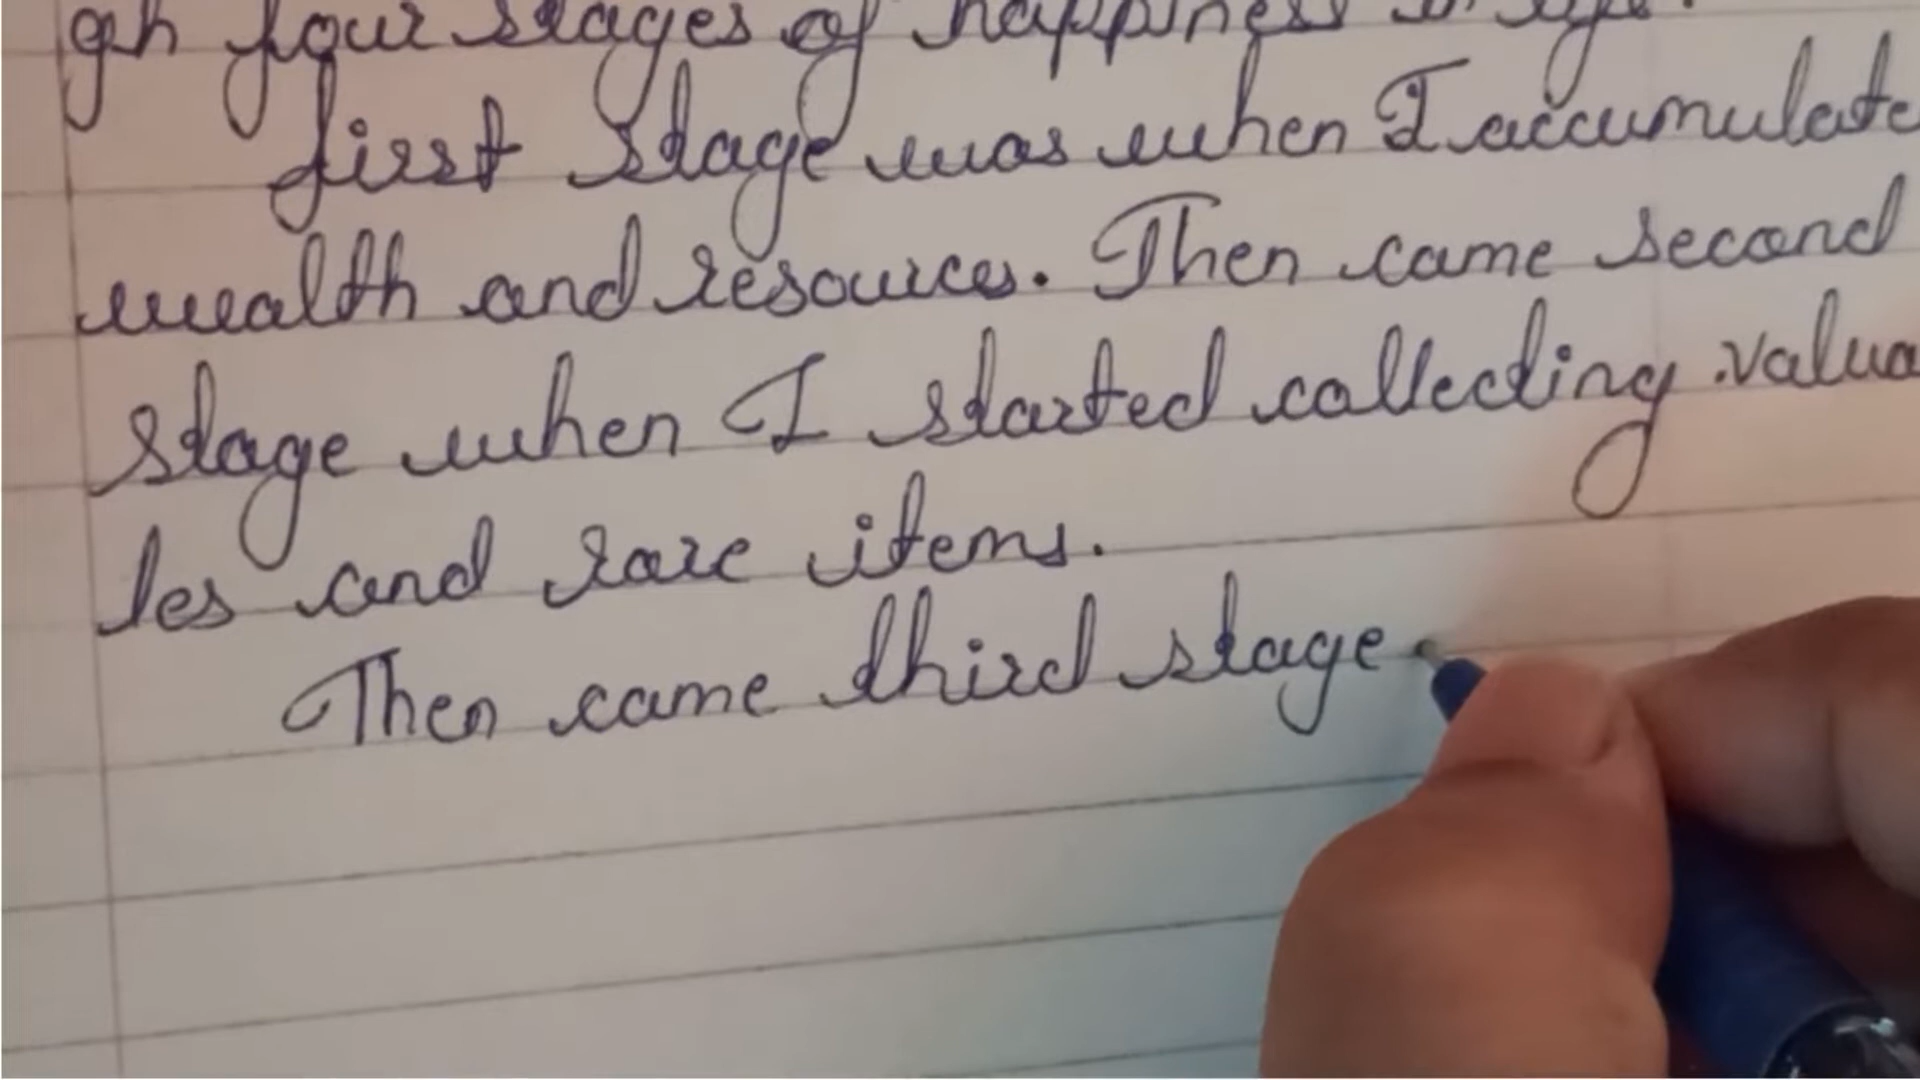 gh four stages of happiness in life.
first stage was when I accumulate
wealth and resources. Then came second
stage when I started collecting valua
les and rare items.
Then came third stage